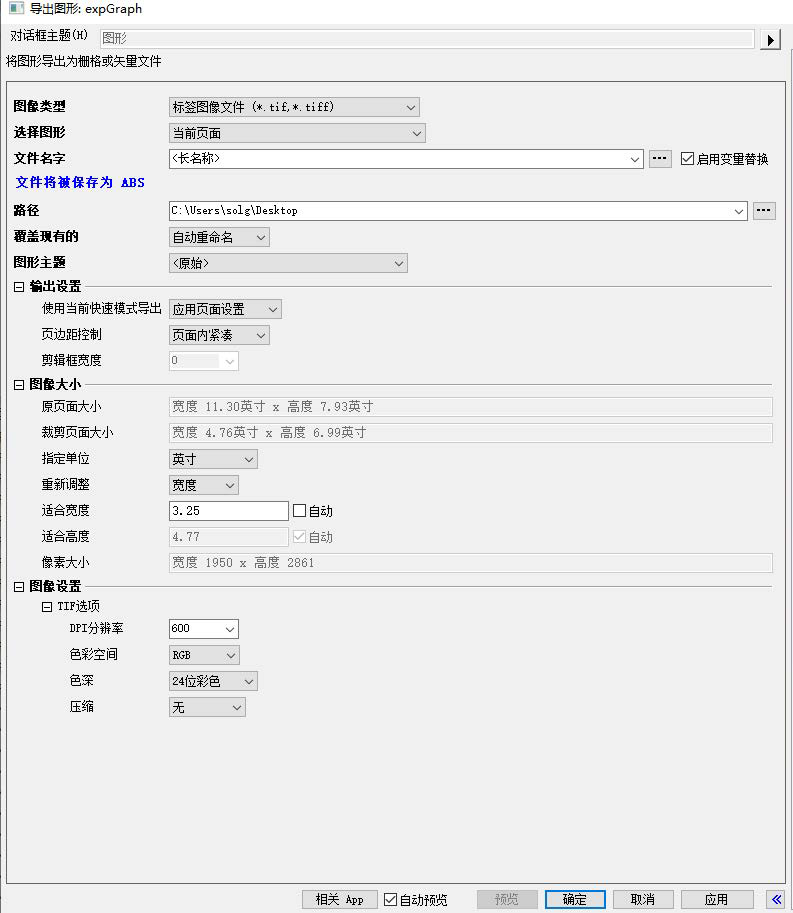 导出图形: expGraph
对话框主题(H) 图形
将图形导出为栅格或矢量文件
图像类型 标签图像文件 (*.tif,*.tiff)
选择图形 当前页面
文件名字 <长名称> 启用变量替换
文件将被保存为 ABS
路径 C:\Users\solg\Desktop
覆盖现有的 自动重命名
图形主题 <原始>
输出设置
使用当前快速模式导出 应用页面设置
页边距控制 页面内紧凑
剪辑框宽度 0
图像大小
原页面大小 宽度 11.30英寸 x 高度 7.93英寸
裁剪页面大小 宽度 4.76英寸 x 高度 6.99英寸
指定单位 英寸
重新调整 宽度
适合宽度 3.25 自动
适合高度 4.77 自动
像素大小 宽度 1950 x 高度 2861
图像设置
TIF选项
DPI分辨率 600
色彩空间 RGB
色深 24位彩色
压缩 无
相关 App 自动预览 预览 确定 取消 应用